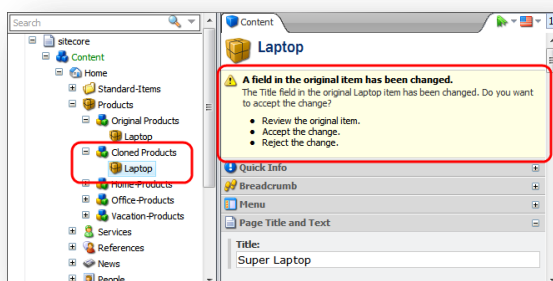 Search
sitecore
Content
Home
Standard-Items
Products
Original Products
Laptop
Cloned Products
Laptop
Home-Products
Office-Products
Vacation-Products
Services
References
News
People
Content
1
Laptop
A field in the original item has been changed.
The Title field in the original Laptop item has been changed. Do you want
to accept the change?
Review the original item.
Accept the change.
Reject the change.
Quick Info
Breadcrumb
Menu
Page Title and Text
Title:
Super Laptop